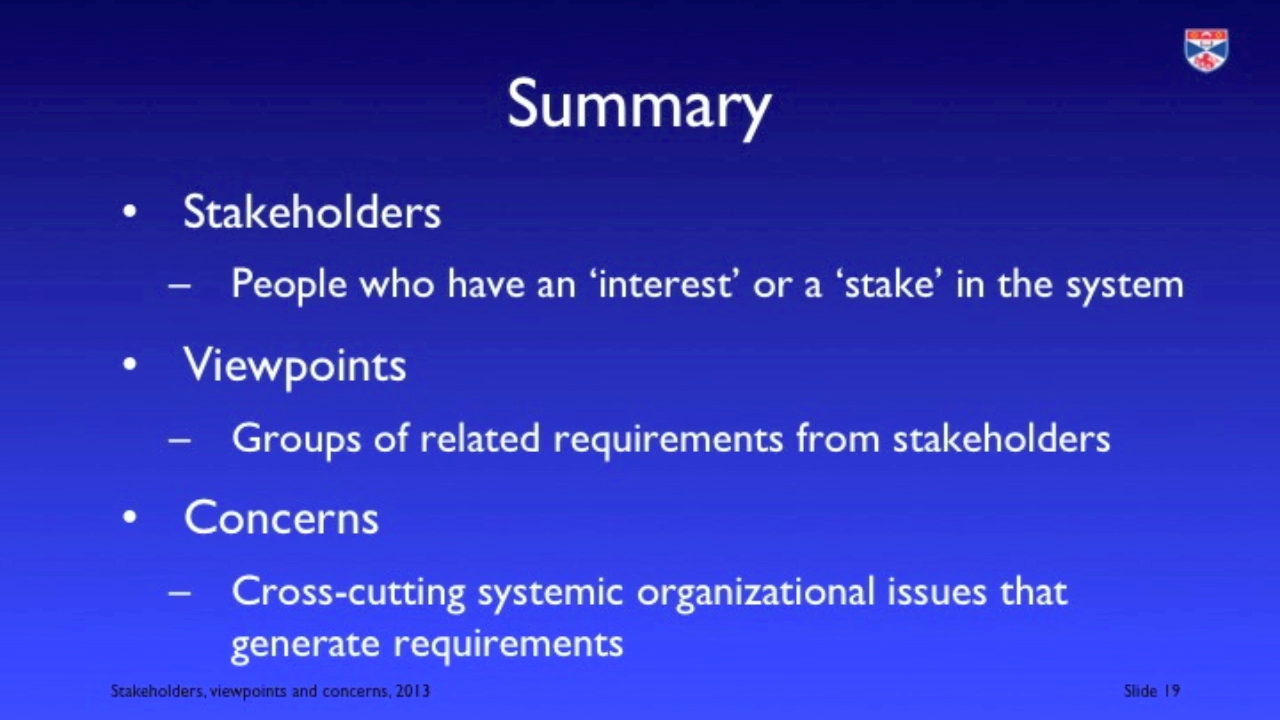 Summary
• Stakeholders
– People who have an ‘interest’ or a ‘stake’ in the system
• Viewpoints
– Groups of related requirements from stakeholders
• Concerns
– Cross-cutting systemic organizational issues that
generate requirements
Stakeholders, viewpoints and concerns, 2013
Slide 19